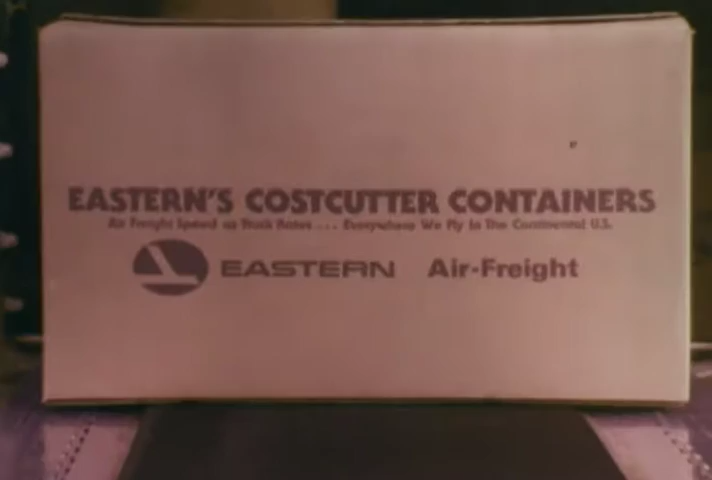 EASTERN'S COSTCUTTER CONTAINERS
Air Freight Speed at Truck Rates . . . Everywhere We Fly In The Continental U.S.
EASTERN Air-Freight